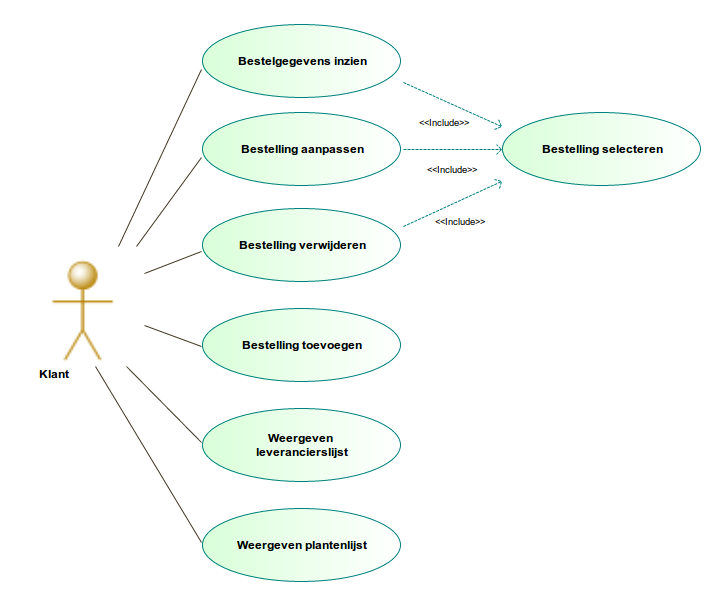 Bestelgegevens inzien
<<Include>>
Bestelling aanpassen
Bestelling selecteren
<<Include>>
<<Include>>
Bestelling verwijderen
Bestelling toevoegen
Klant
Weergeven
leverancierslijst
Weergeven plantenlijst